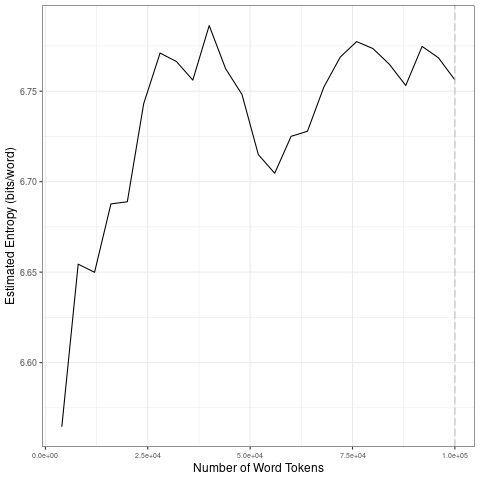 Estimated Entropy (bits/word)
6.75
6.70
6.65
6.60
0.0e+00 2.5e+04 5.0e+04 7.5e+04 1.0e+05
Number of Word Tokens